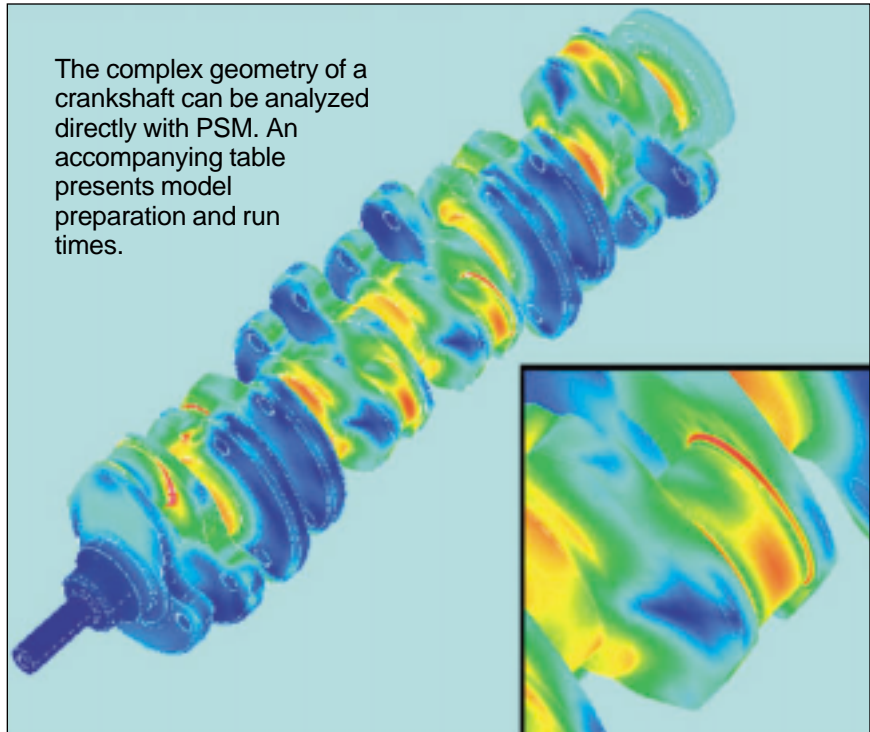 The complex geometry of a
crankshaft can be analyzed
directly with PSM. An
accompanying table
presents model
preparation and run
times.